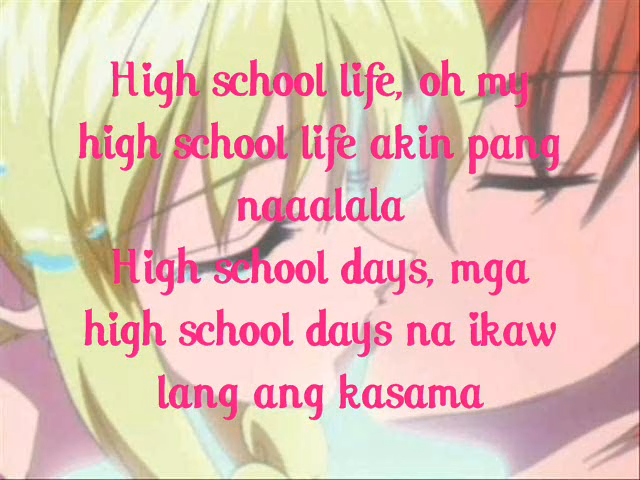 High school life, oh my
high school life akin pang
naaalala
High school days, mga
high school days na ikaw
lang ang kasama